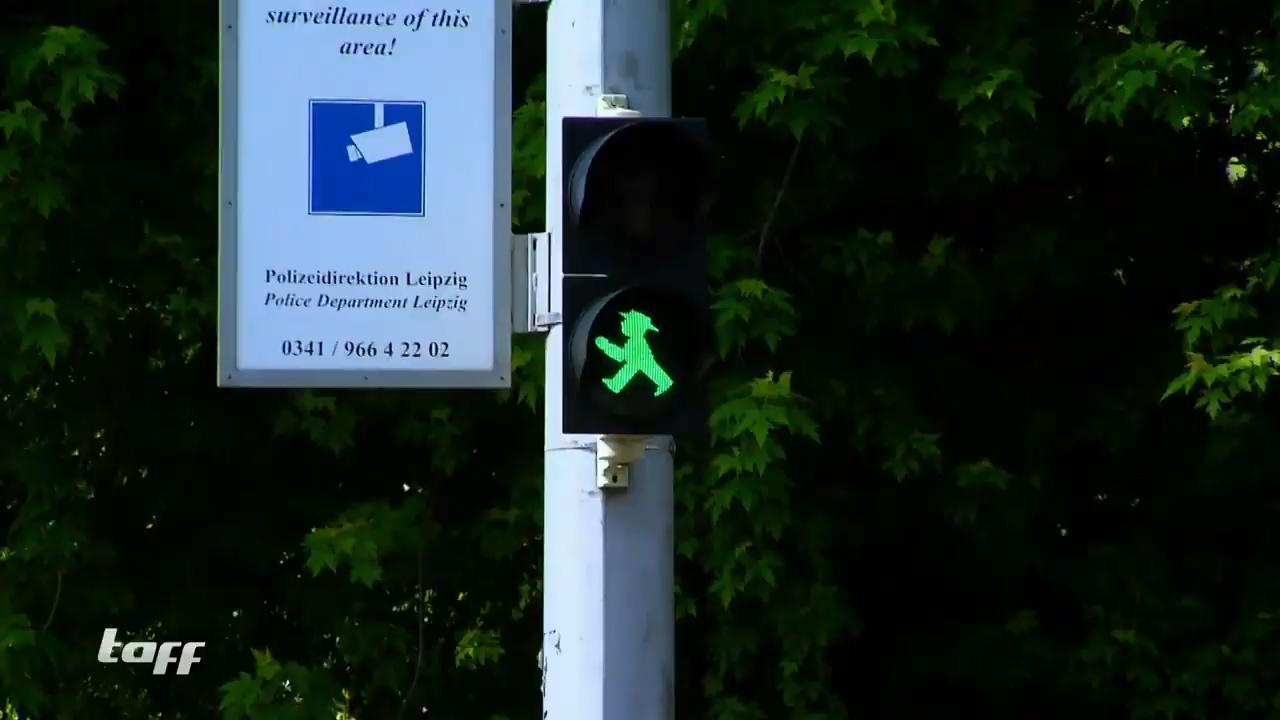 surveillance of this
area!
Polizeidirektion Leipzig
Police Department Leipzig
0341 / 966 4 22 02
taff